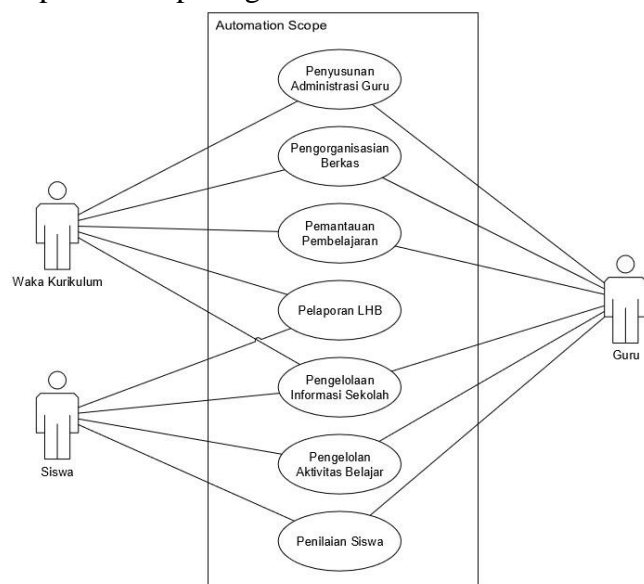 Automation Scope
Penyusunan
Administrasi Guru
Pengorganisasian
Berkas
Pemantauan
Pembelajaran
Waka Kurikulum
Pelaporan LHB
Guru
Pengelolaan
Informasi Sekolah
Siswa
Pengelolan
Aktivitas Belajar
Penilaian Siswa